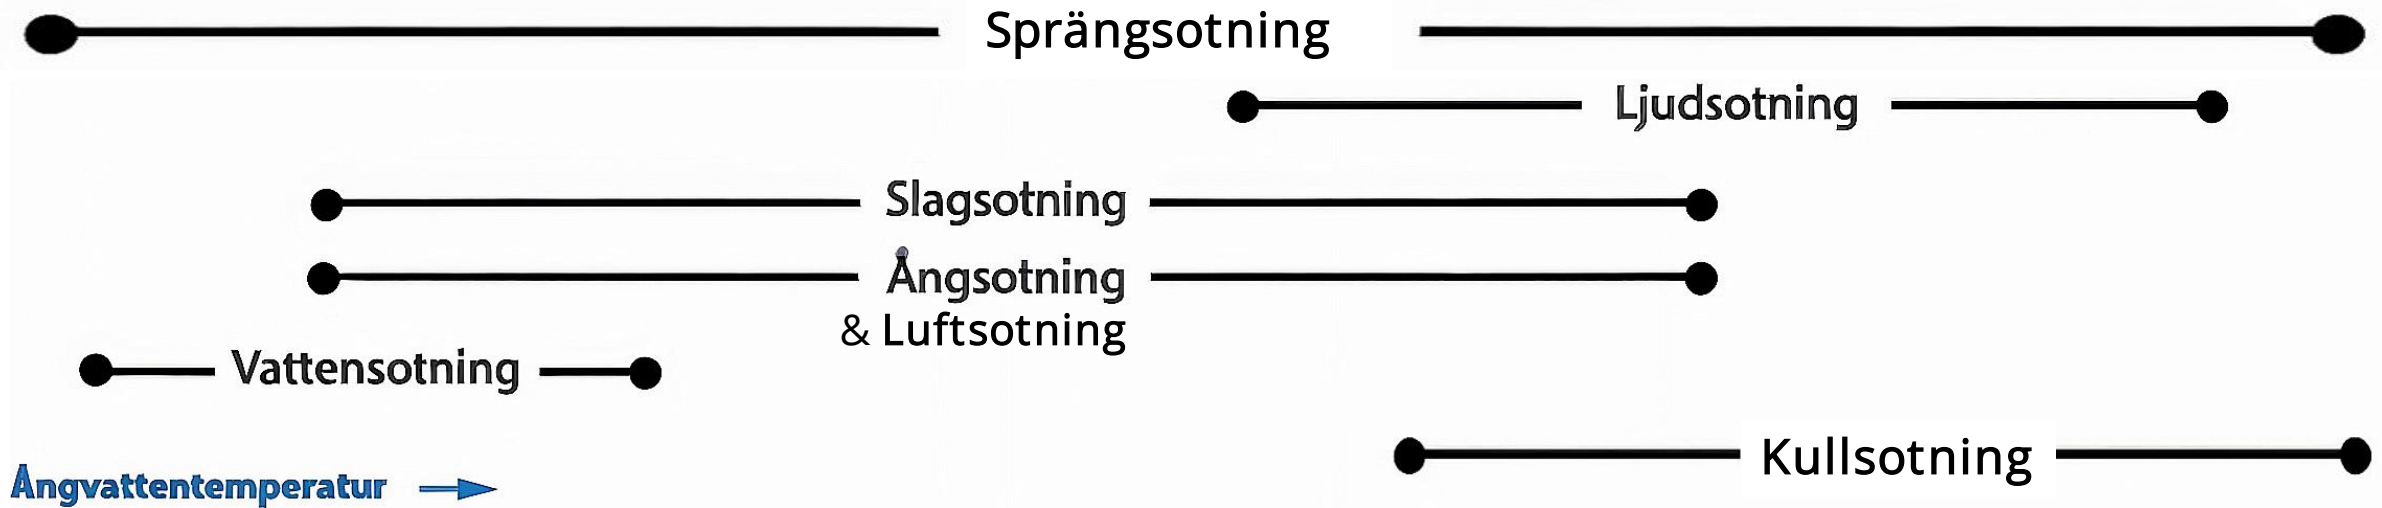 Sprängsotning
Ljudsotning
Slagsotning
Ångsotning
& Luftsotning
Vattensotning
Kullsotning
Ångvattentemperatur